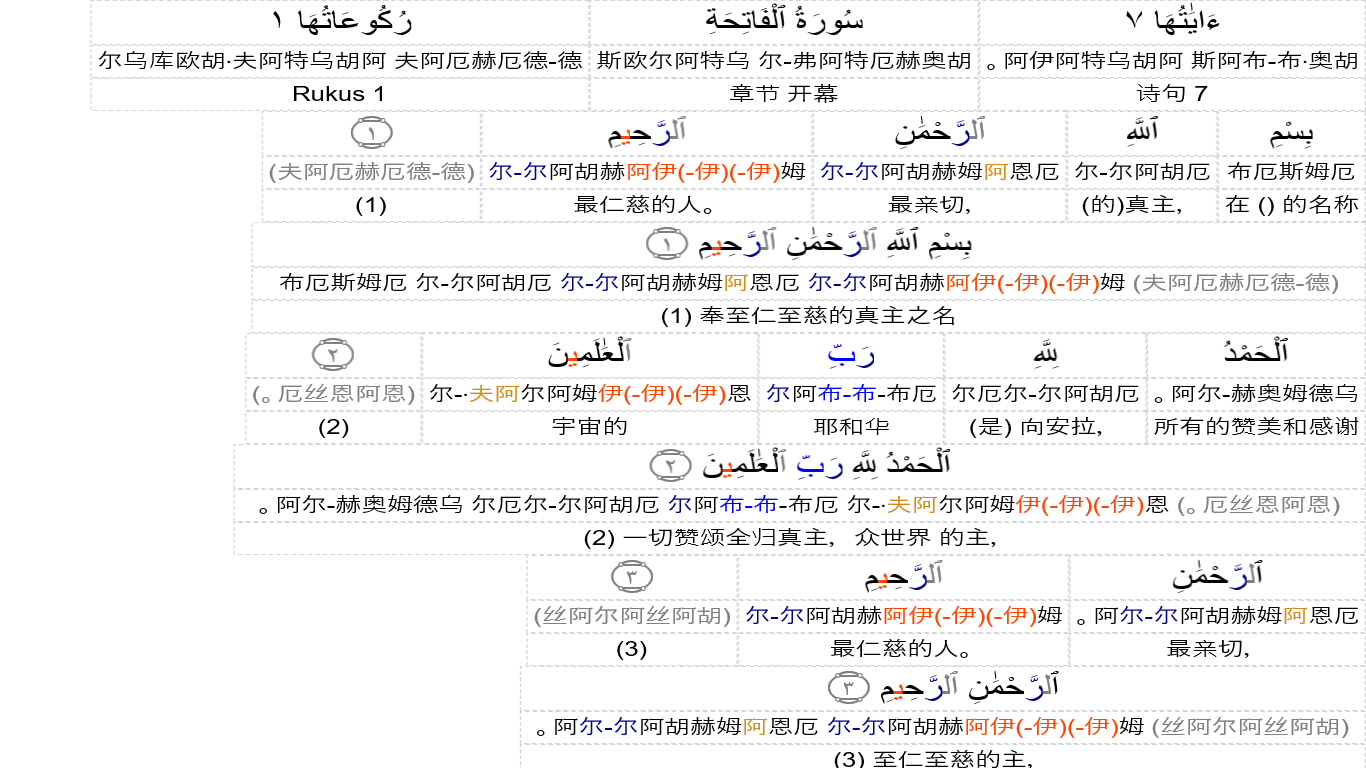 ءَايَٰتُهَا ٧ سُورَةُ ٱلْفَاتِحَةِ رُكُوعَاتُهَا ١
。阿伊阿特乌胡阿 斯阿布-布·奥胡 斯欧尔阿特乌 尔-弗阿特厄赫奥胡 尔乌库欧胡·夫阿特乌胡阿 夫阿厄赫厄德-德
诗句 7 章节 开幕 Rukus 1
بِسْمِ ٱللَّهِ ٱلرَّحْمَٰنِ ٱلرَّحِيمِ ١
布厄斯姆厄 尔-尔阿胡厄 尔-尔阿胡赫姆阿恩厄 尔-尔阿胡赫阿伊(-伊)(-伊)姆 (夫阿厄赫厄德-德)
在 () 的名称 (的)真主, 最亲切, 最仁慈的人。 (1)
بِسْمِ ٱللَّهِ ٱلرَّحْمَٰنِ ٱلرَّحِيمِ ١
布厄斯姆厄 尔-尔阿胡厄 尔-尔阿胡赫姆阿恩厄 尔-尔阿胡赫阿伊(-伊)(-伊)姆 (夫阿厄赫厄德-德)
(1) 奉至仁至慈的真主之名
ٱلْحَمْدُ لِلَّهِ رَبِّ ٱلْعَٰلَمِينَ ٢
。阿尔-赫奥姆德乌 尔厄尔-尔阿胡厄 尔阿布-布-布厄 尔-·夫阿尔阿姆伊(-伊)(-伊)恩 (。厄丝恩阿恩)
所有的赞美和感谢 (是) 向安拉, 耶和华 宇宙的 (2)
ٱلْحَمْدُ لِلَّهِ رَبِّ ٱلْعَٰلَمِينَ ٢
。阿尔-赫奥姆德乌 尔厄尔-尔阿胡厄 尔阿布-布-布厄 尔-·夫阿尔阿姆伊(-伊)(-伊)恩 (。厄丝恩阿恩)
(2) 一切赞颂全归真主, 众世界 的主,
ٱلرَّحْمَٰنِ ٱلرَّحِيمِ ٣
。阿尔-尔阿胡赫姆阿恩厄 尔-尔阿胡赫阿伊(-伊)(-伊)姆 (丝阿尔阿丝阿胡)
最亲切, 最仁慈的人。 (3)
ٱلرَّحْمَٰنِ ٱلرَّحِيمِ ٣
。阿尔-尔阿胡赫姆阿恩厄 尔-尔阿胡赫阿伊(-伊)(-伊)姆 (丝阿尔阿丝阿胡)
(3) 至仁至慈的主,